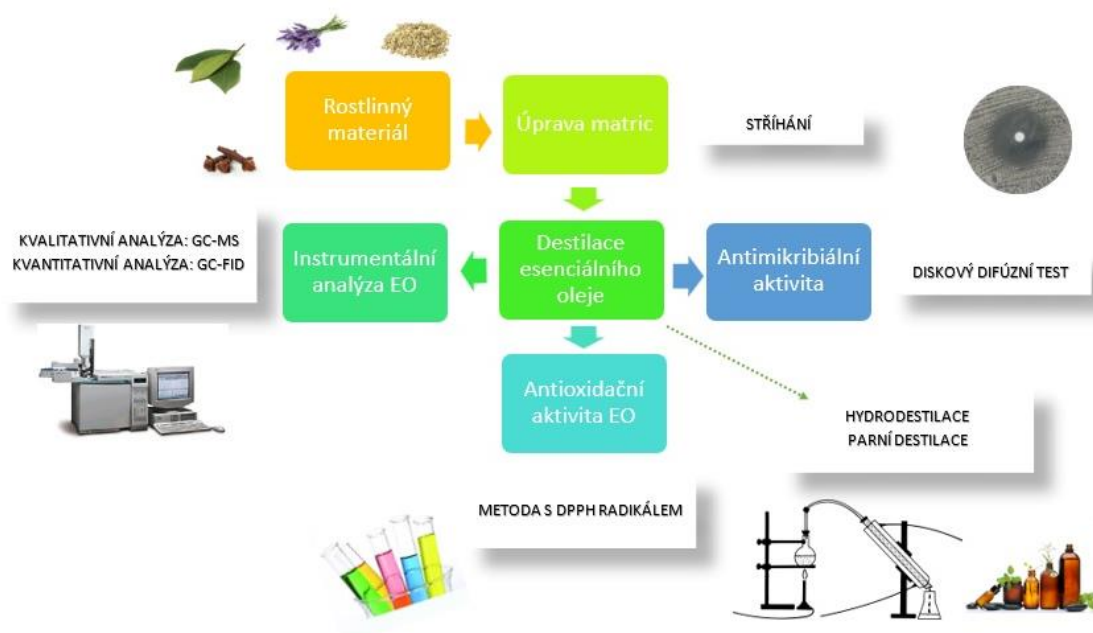 Rostlinný
materiál
Úprava matric
STŘÍHÁNÍ
KVALITATIVNÍ ANALÝZA: GC-MS
KVANTITATIVNÍ ANALÝZA: GC-FID
Instrumentální
analýza EO
Destilace
esenciálního
oleje
Antimikribiální
aktivita
DISKOVÝ DIFÚZNÍ TEST
Antioxidační
aktivita EO
HYDRODESTILACE
PARNÍ DESTILACE
METODA S DPPH RADIKÁLEM